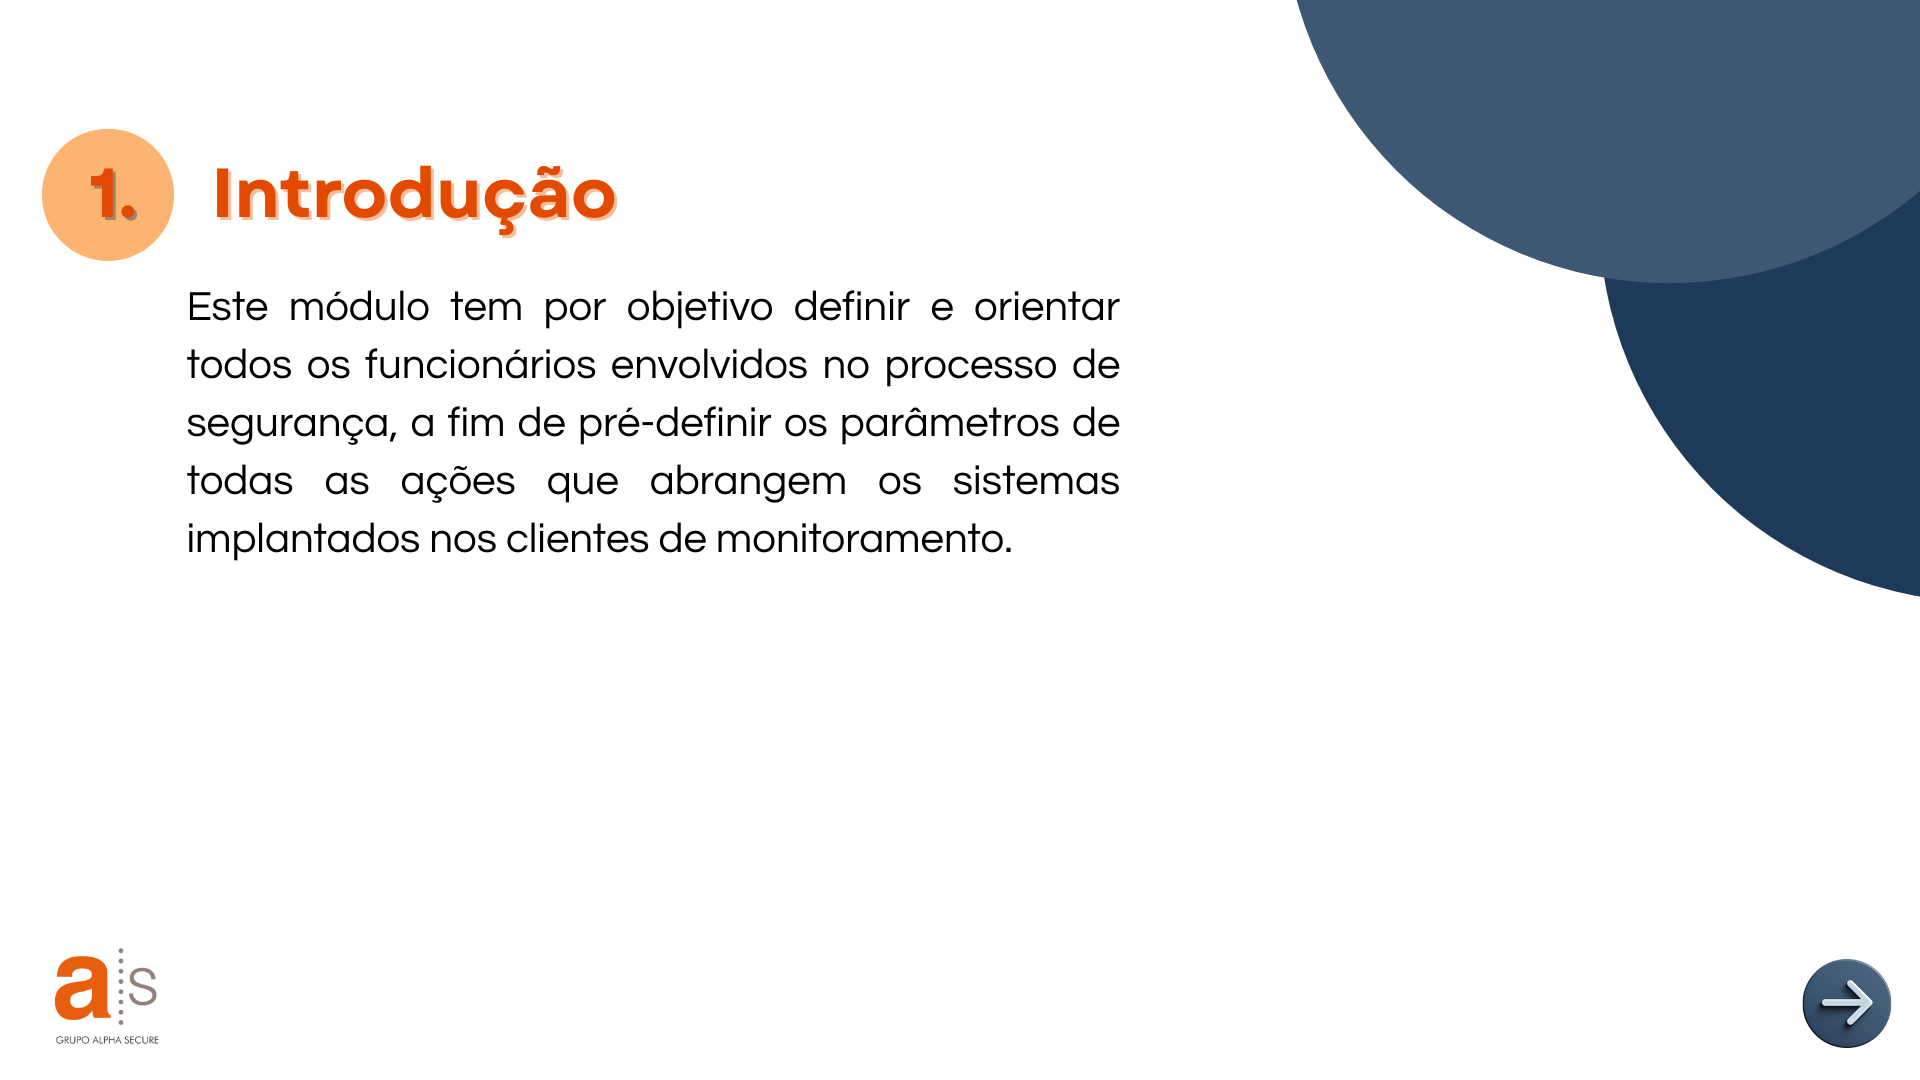 1. Introdução
Este módulo tem por objetivo definir e orientar
todos os funcionários envolvidos no processo de
segurança, a fim de pré-definir os parâmetros de
todas as ações que abrangem os sistemas
implantados nos clientes de monitoramento.
a s
GRUPO ALPHA SECURE